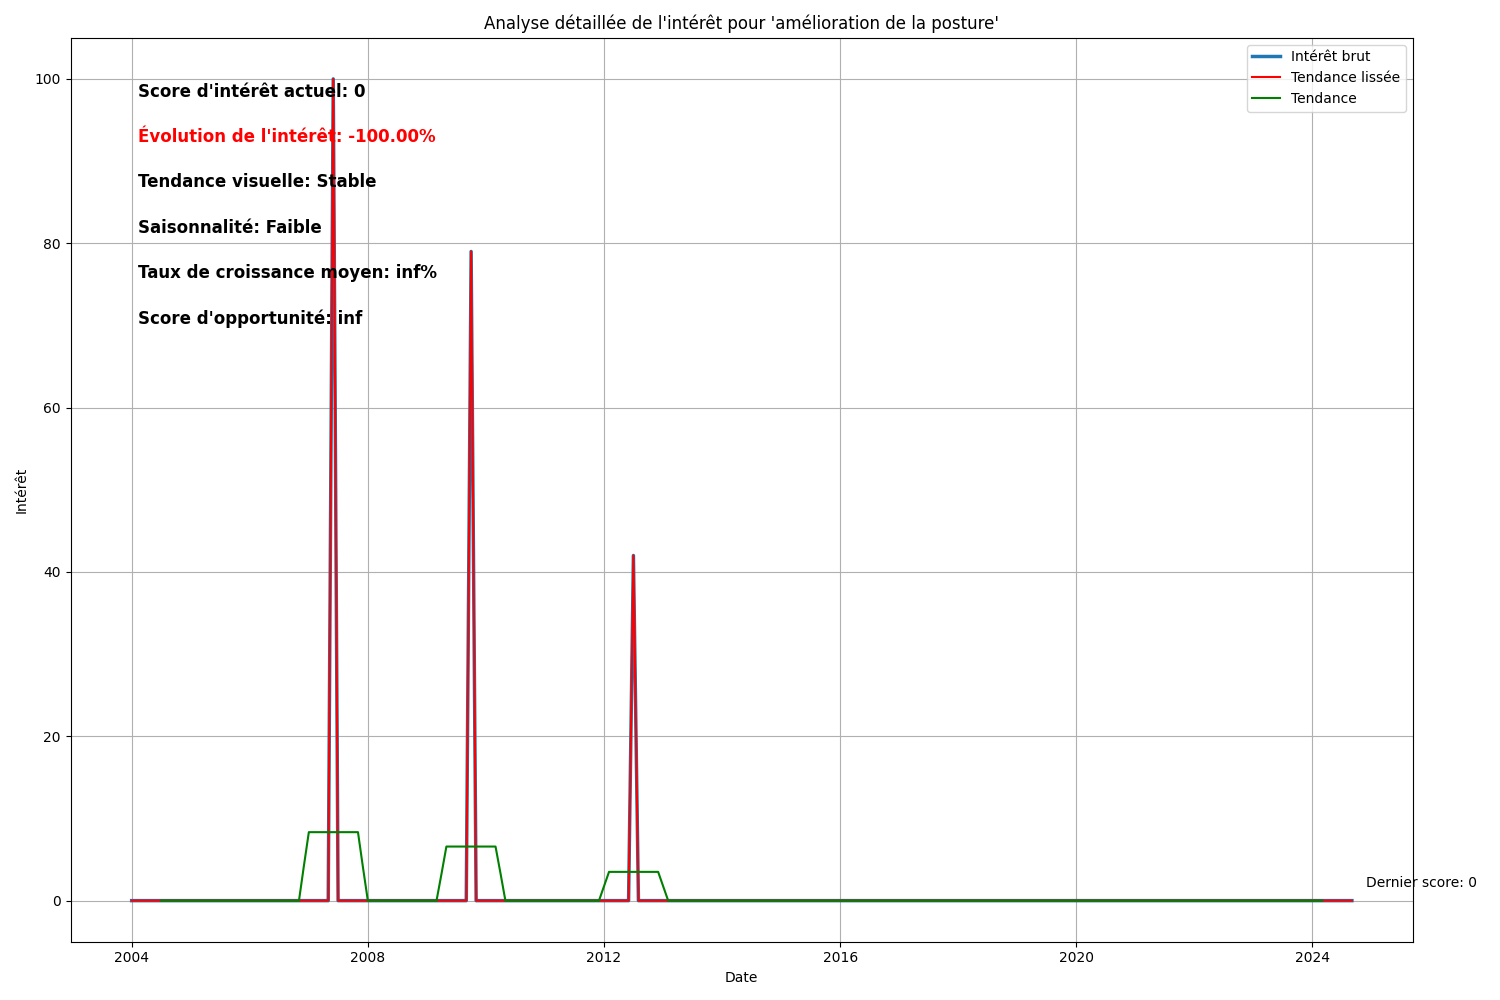 Analyse détaillée de l'intérêt pour 'amélioration de la posture'
Intérêt brut
Tendance lissée
Tendance
Score d'intérêt actuel: 0
Évolution de l'intérêt: -100.00%
Tendance visuelle: Stable
Saisonnalité: Faible
Taux de croissance moyen: inf%
Score d'opportunité: inf
100
80
60
40
20
0
Intérêt
Dernier score: 0
2004
2008
2012
2016
2020
2024
Date